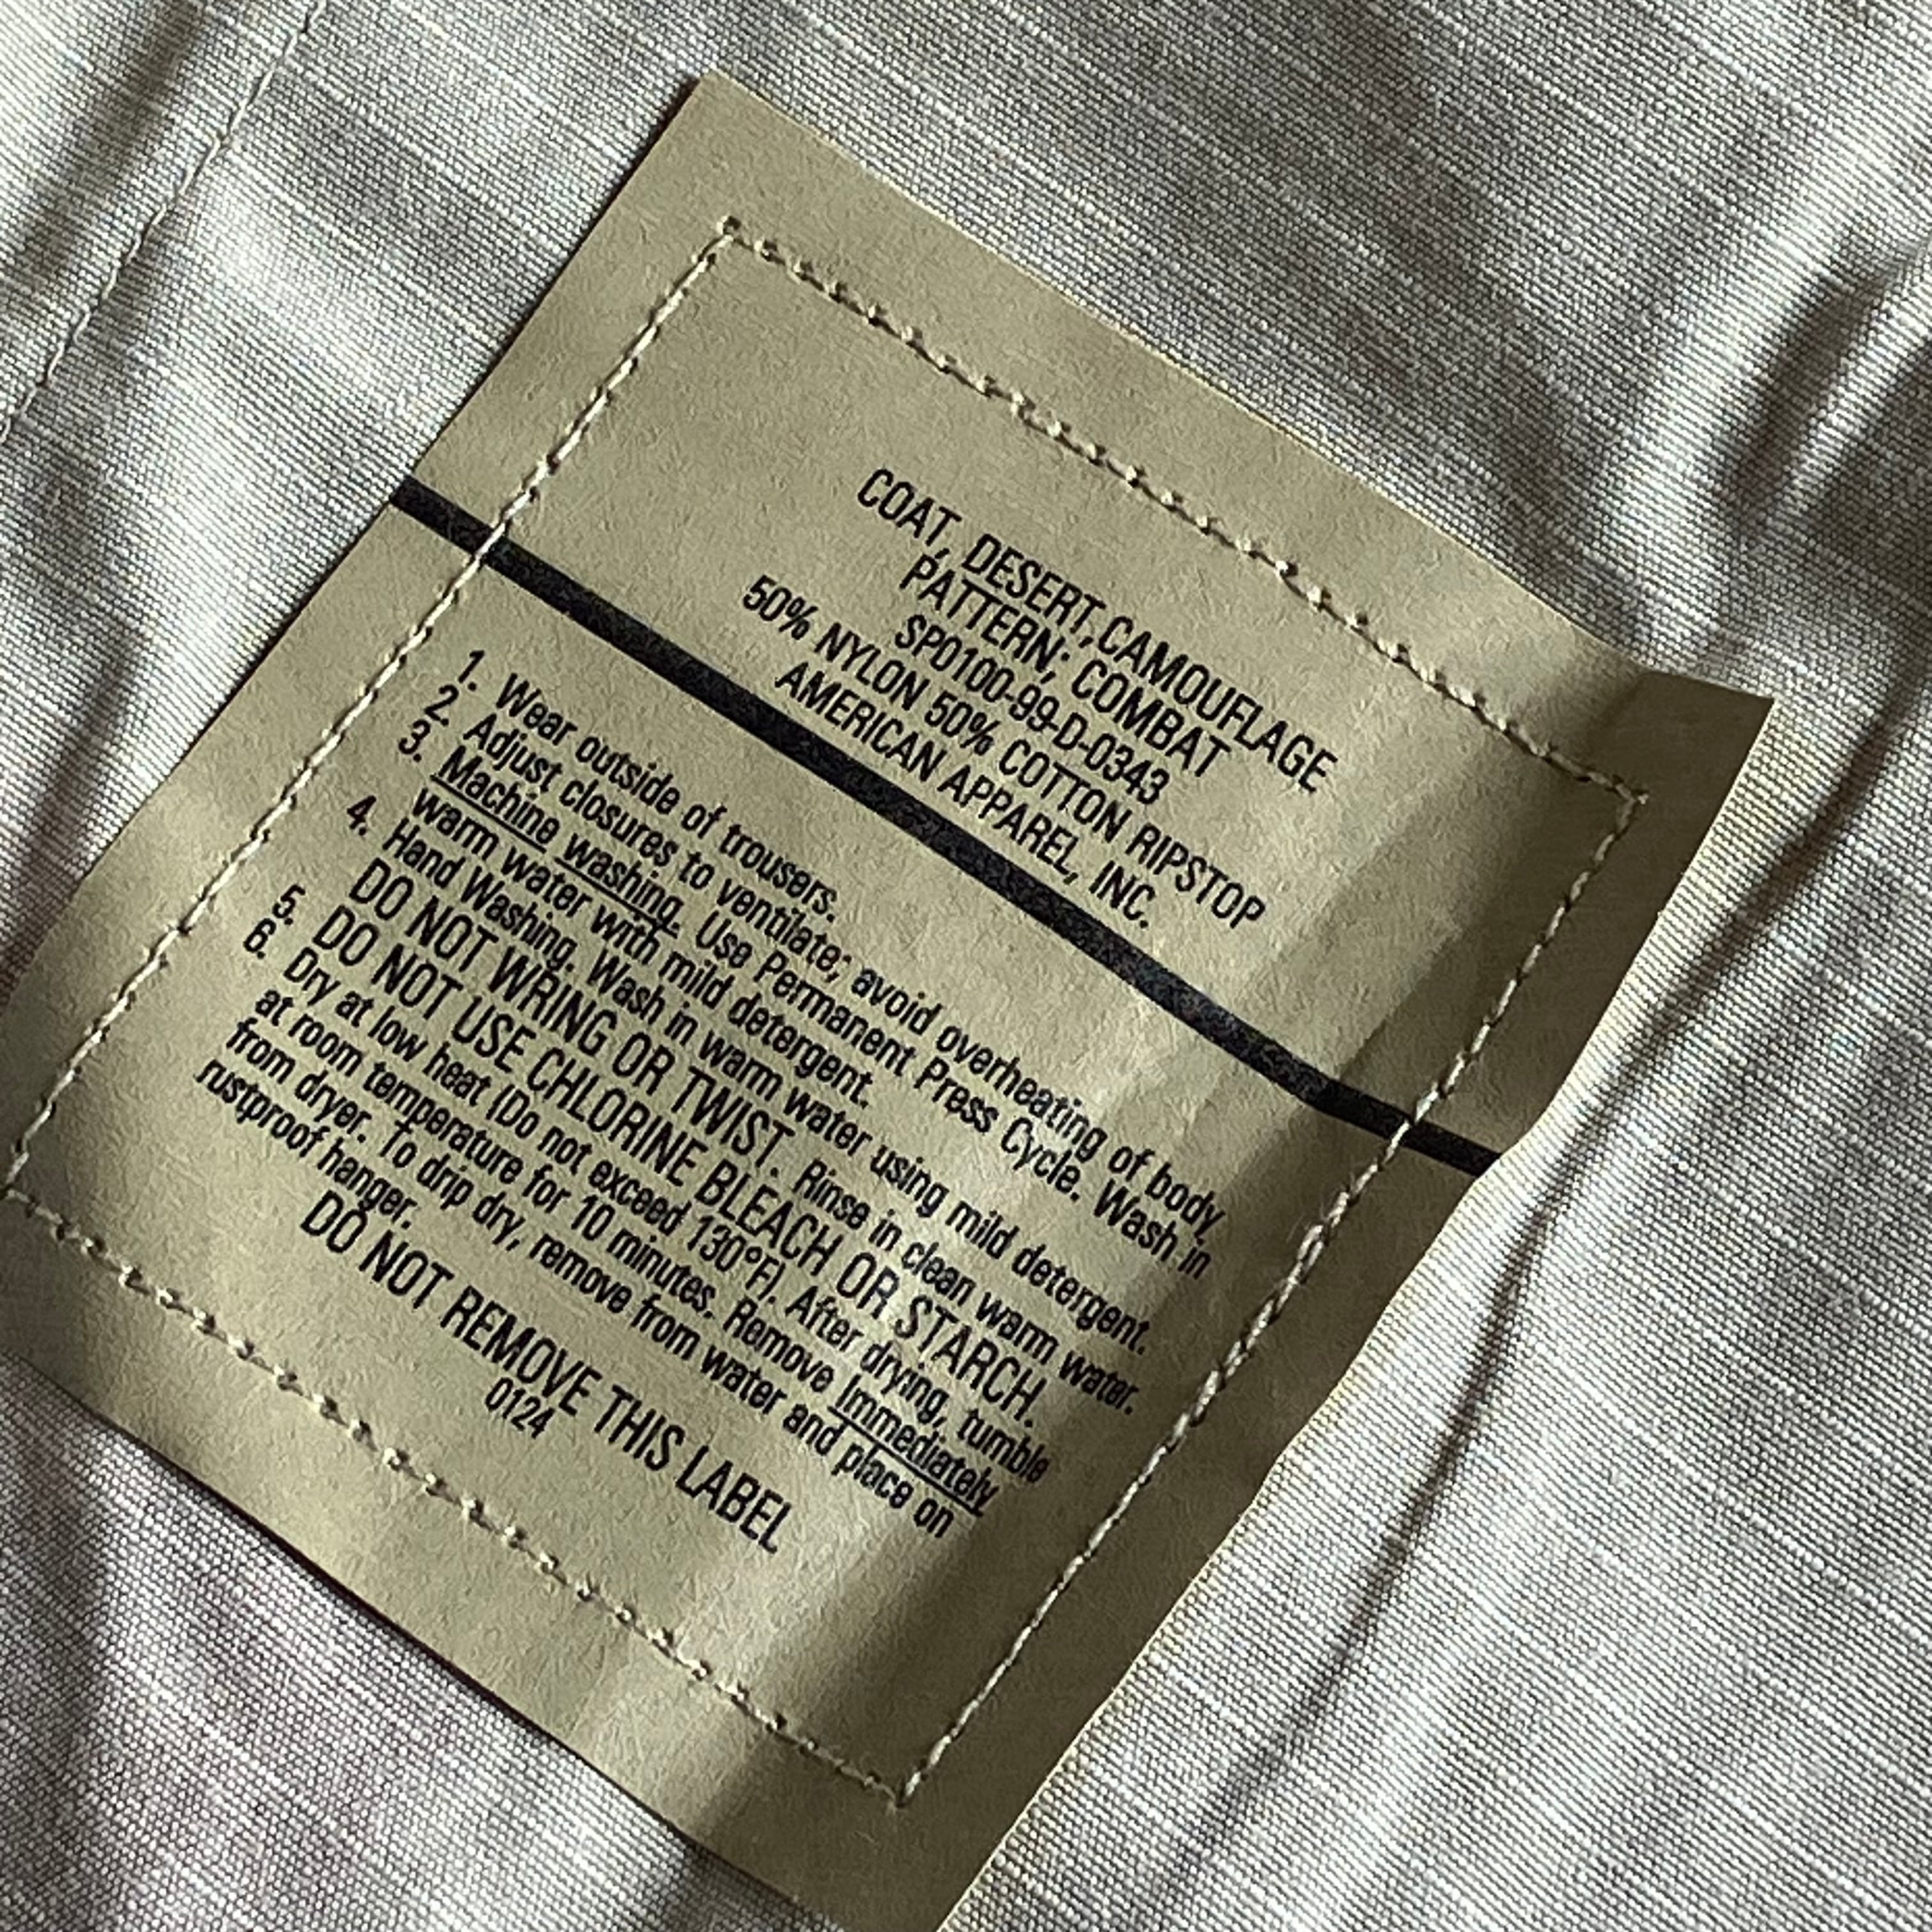 COAT, DESERT, CAMOUFLAGE
PATTERN; COMBAT
SP0100-99-D-0343
50% NYLON 50% COTTON RIPSTOP
AMERICAN APPAREL, INC.
1. Wear outside of trousers.
2. Adjust closures to ventilate; avoid overheating of body.
3. Machine washing. Use Permanent Press Cycle. Wash in
warm water with mild detergent.
4. Hand Washing. Wash in warm water using mild detergent.
DO NOT WRING OR TWIST. Rinse in clean warm water.
5. DO NOT USE CHLORINE BLEACH OR STARCH.
6. Dry at low heat (Do not exceed 130°F). After drying, tumble
at room temperature for 10 minutes. Remove Immediately
from dryer. To drip dry, remove from water and place on
rustproof hanger.
DO NOT REMOVE THIS LABEL
0124